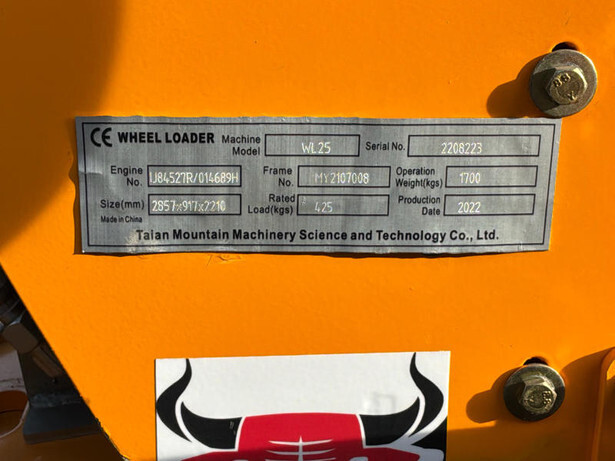 CE WHEEL LOADER Machine Model WL25 Serial No. 2208223
Engine No. U84527R/014689H Frame No. MY2107008 Operation Weight(kgs) 1700
Size(mm) 2857x917x2210 Rated Load(kgs) 425 Production Date 2022
Made in China
Taian Mountain Machinery Science and Technology Co., Ltd.